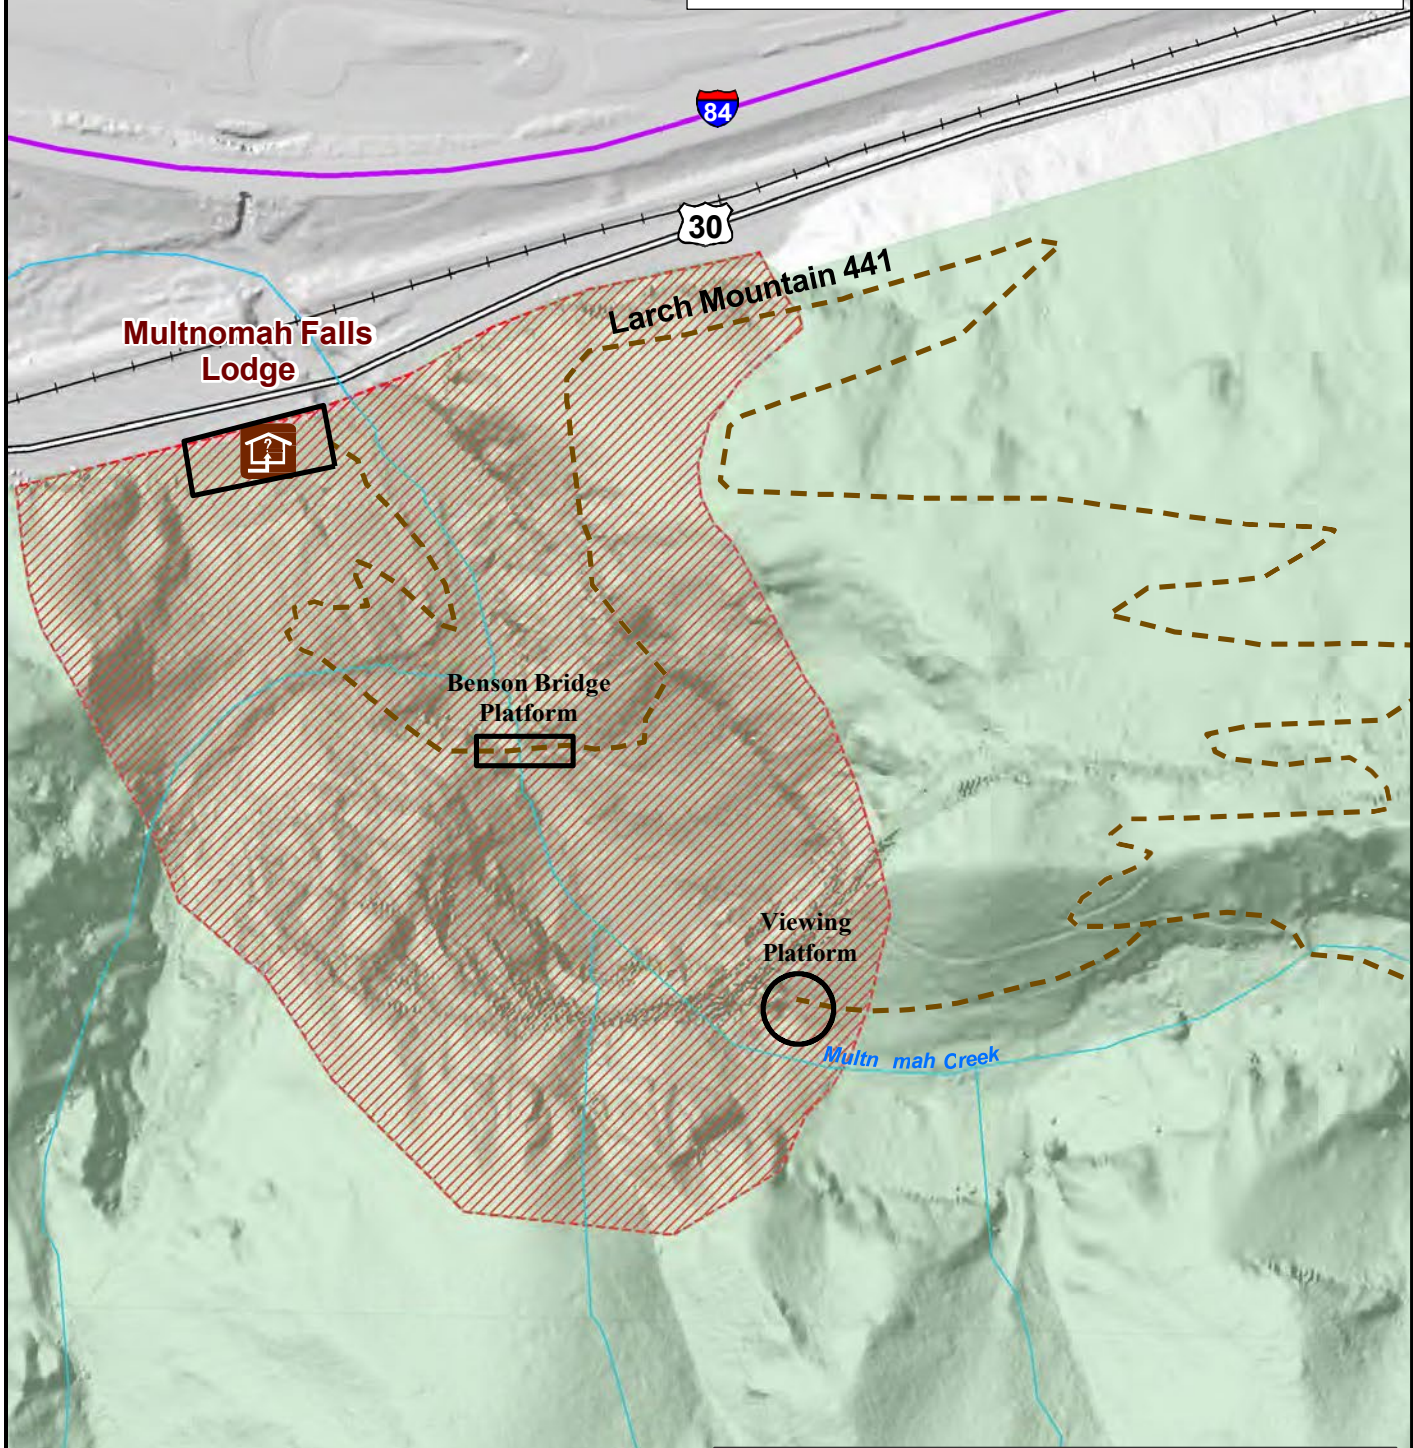 84
30
Larch Mountain 441
Multnomah Falls
Lodge
?
Benson Bridge
Platform
Viewing
Platform
Multn mah Creek